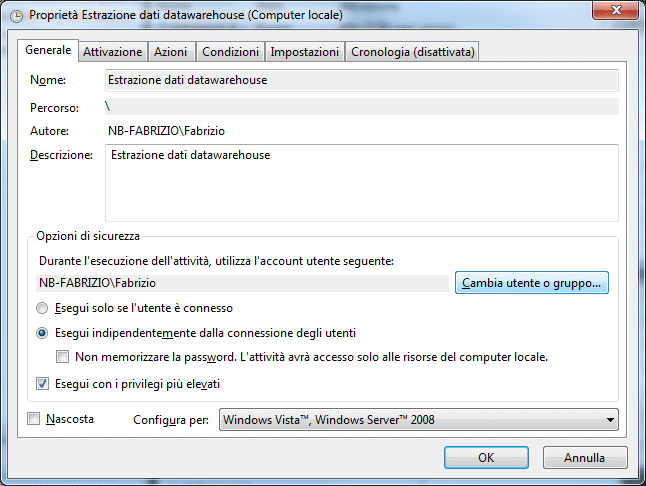 Proprietà Estrazione dati datawarehouse (Computer locale)
Generale Attivazione Azioni Condizioni Impostazioni Cronologia (disattivata)
Nome: Estrazione dati datawarehouse
Percorso: \
Autore: NB-FABRIZIO\Fabrizio
Descrizione: Estrazione dati datawarehouse
Opzioni di sicurezza
Durante l'esecuzione dell'attività, utilizza l'account utente seguente:
NB-FABRIZIO\Fabrizio Cambia utente o gruppo...
Esegui solo se l'utente è connesso
Esegui indipendentemente dalla connessione degli utenti
Non memorizzare la password. L'attività avrà accesso solo alle risorse del computer locale.
Esegui con i privilegi più elevati
Nascosta Configura per: Windows Vista™, Windows Server™ 2008
OK Annulla